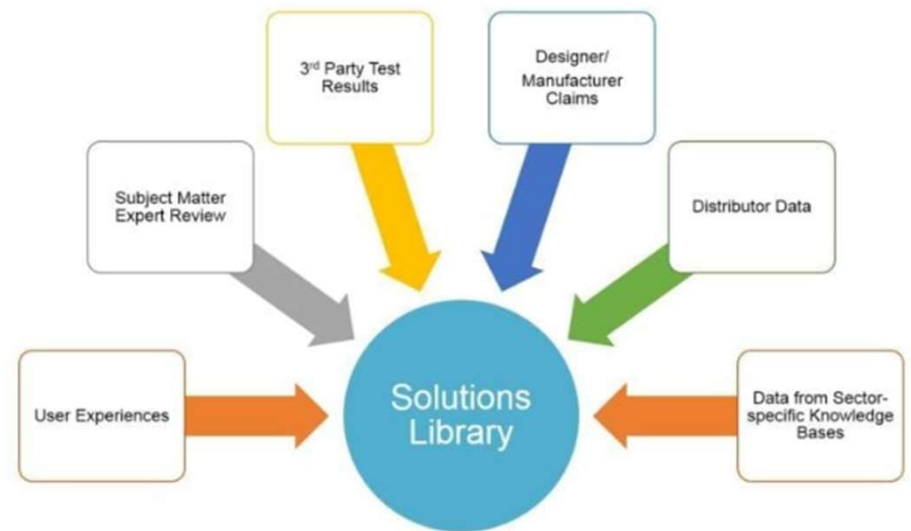 3rd Party Test
Results
Designer/
Manufacturer
Claims
Subject Matter
Expert Review
Distributor Data
User Experiences
Solutions
Library
Data from Sector-
specific Knowledge
Bases